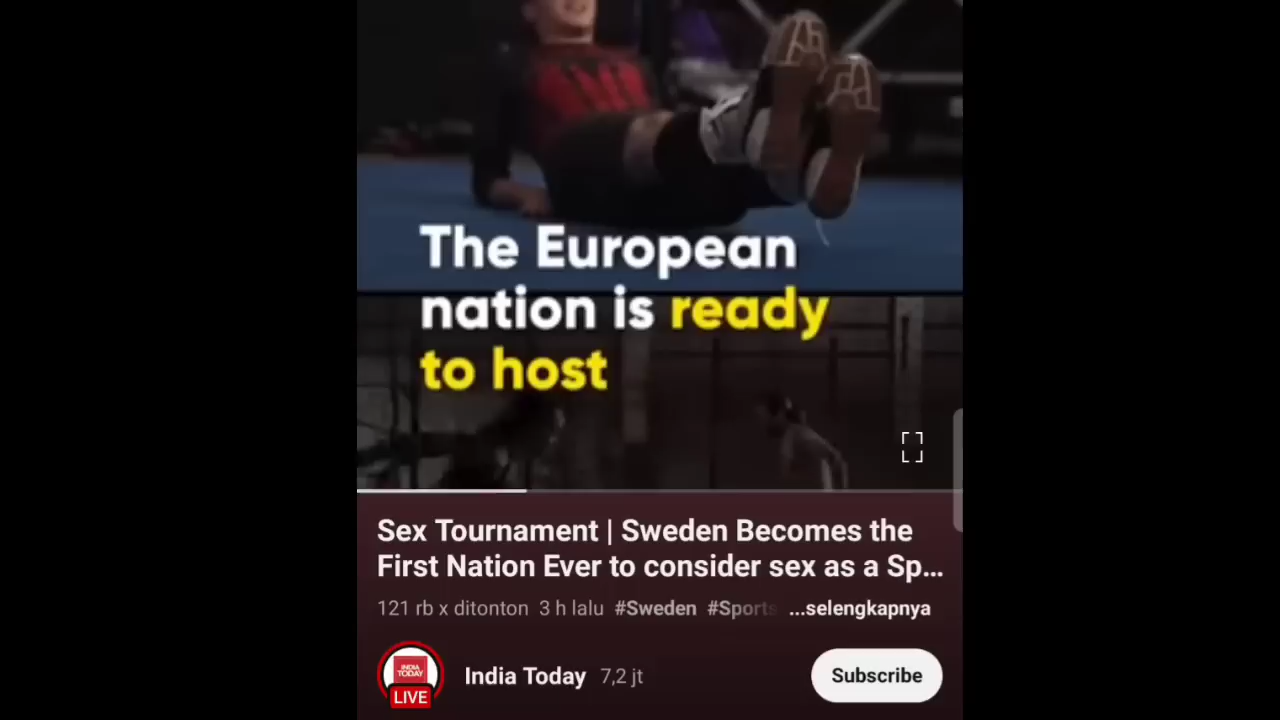 The European
nation is ready
to host
Sex Tournament | Sweden Becomes the
First Nation Ever to consider sex as a Sp...
121 rb x ditonton 3 h lalu #Sweden #Sports ...selengkapnya
INDIA
TODAY
LIVE
India Today 7,2 jt
Subscribe